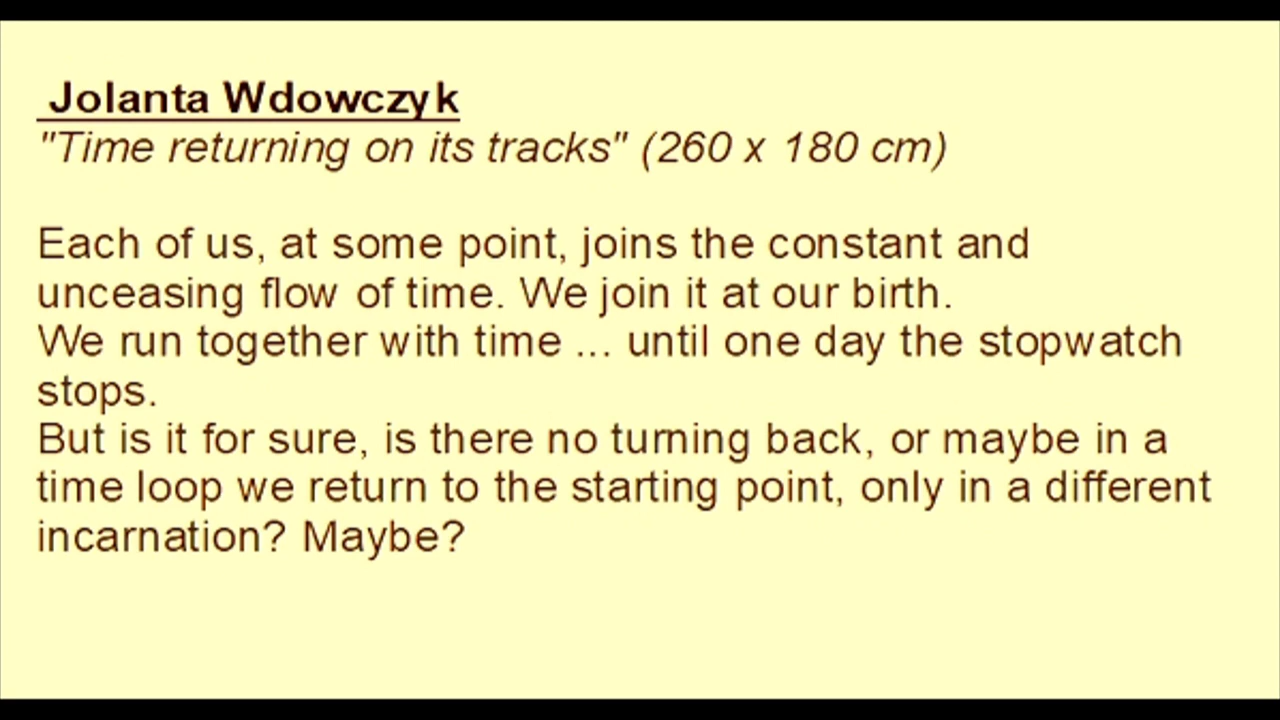 Jolanta Wdowczyk
"Time returning on its tracks" (260 x 180 cm)
Each of us, at some point, joins the constant and
unceasing flow of time. We join it at our birth.
We run together with time ... until one day the stopwatch
stops.
But is it for sure, is there no turning back, or maybe in a
time loop we return to the starting point, only in a different
incarnation? Maybe?